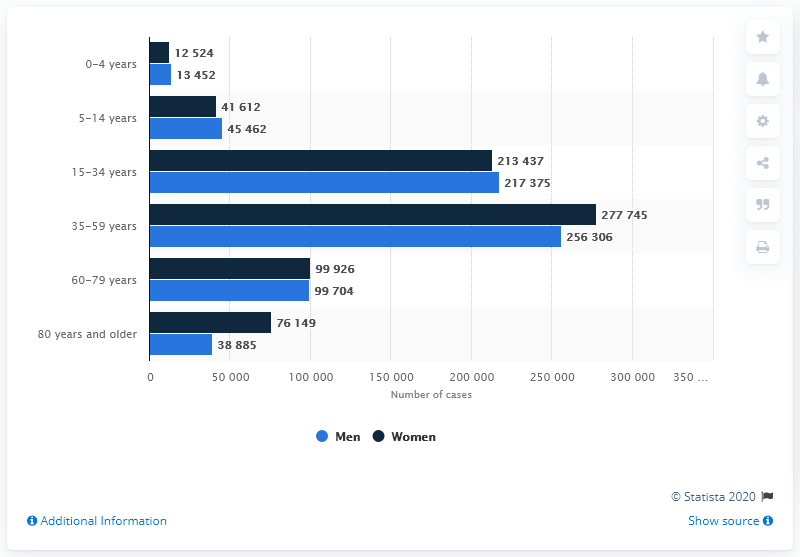 12 524
0-4 years
13 452
41 612
5-14 years
45 462
213 437
15-34 years
217 375
277 745
35-59 years
256 306
99 926
60-79 years
99 704
76 149
80 years and older
38 885
0 50 000 100 000 150 000 200 000 250 000 300 000 350 ...
Number of cases
Men Women
© Statista 2020
Additional Information Show source